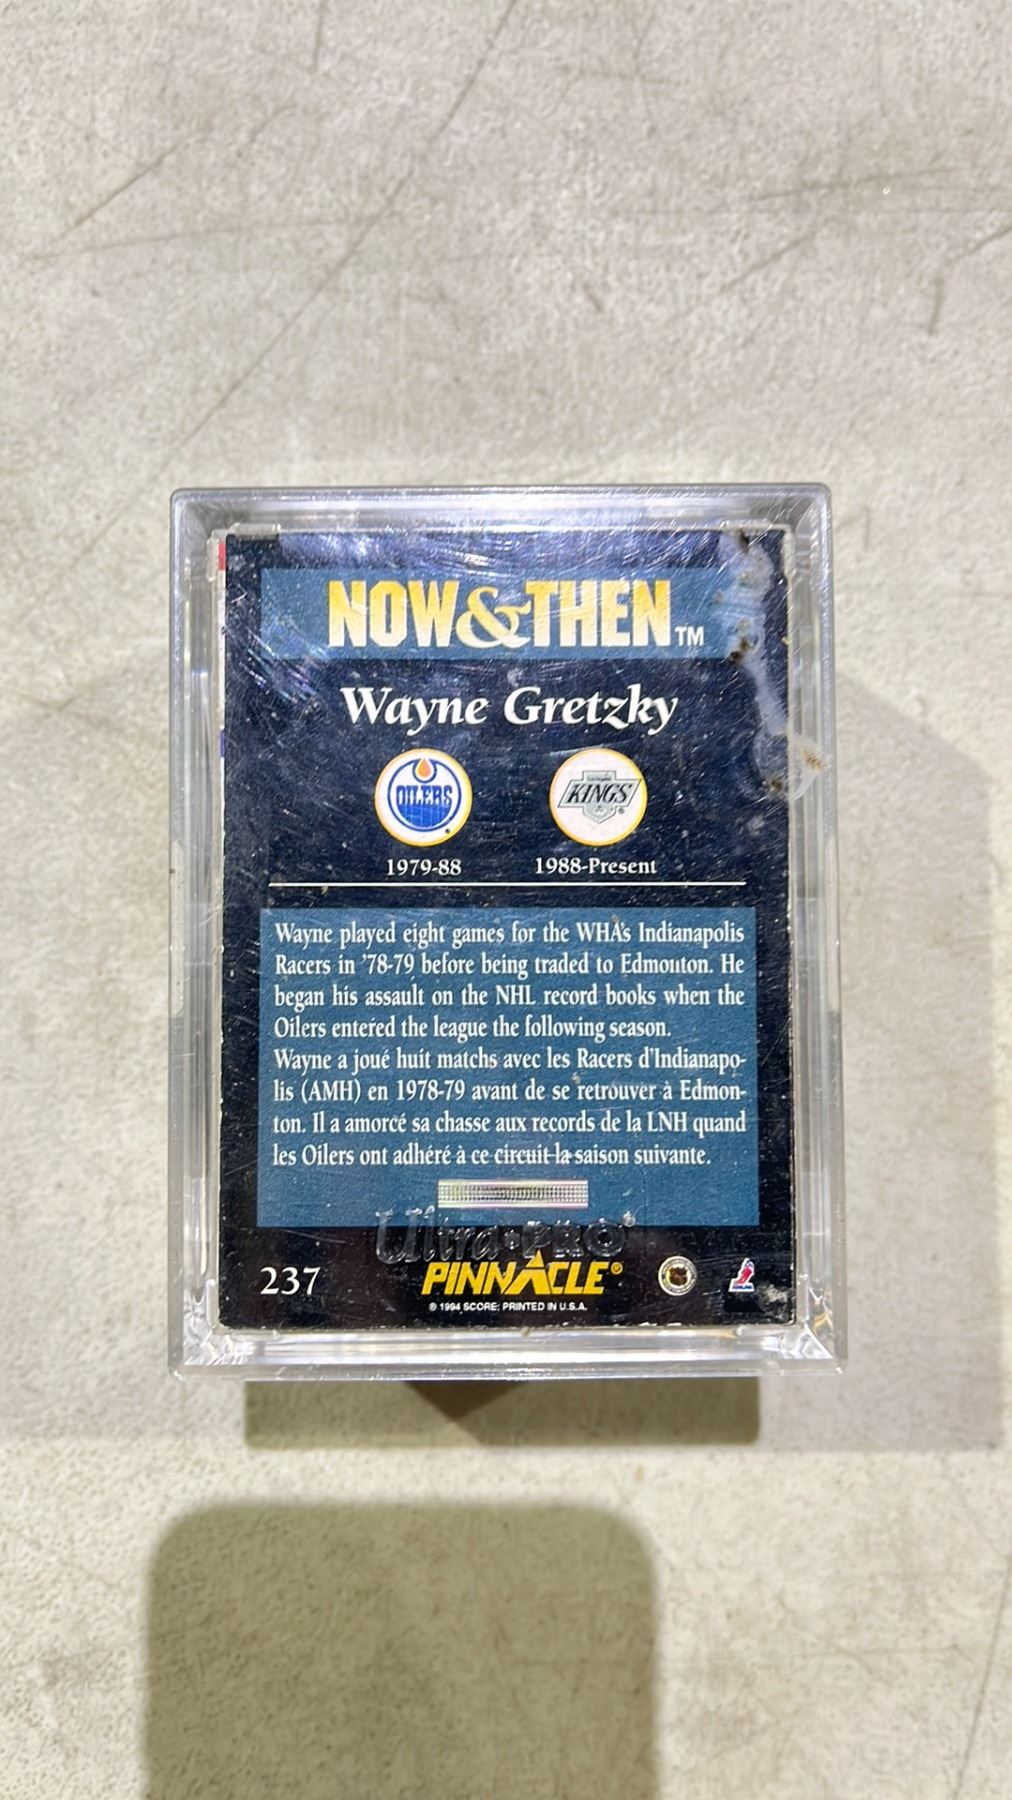 NOW&THEN™
Wayne Gretzky
OILERS
KINGS
1979-88
1988-Present
Wayne played eight games for the WHA's Indianapolis
Racers in '78-79 before being traded to Edmonton. He
began his assault on the NHL record books when the
Oilers entered the league the following season.
Wayne a joué huit matchs avec les Racers d'Indianapo-
lis (AMH) en 1978-79 avant de se retrouver à Edmon-
ton. Il a amorcé sa chasse aux records de la LNH quand
les Oilers ont adhéré à ce circuit la saison suivante.
Ultra·PRO®
237
PINNACLE®
© 1994 SCORE; PRINTED IN U.S.A.